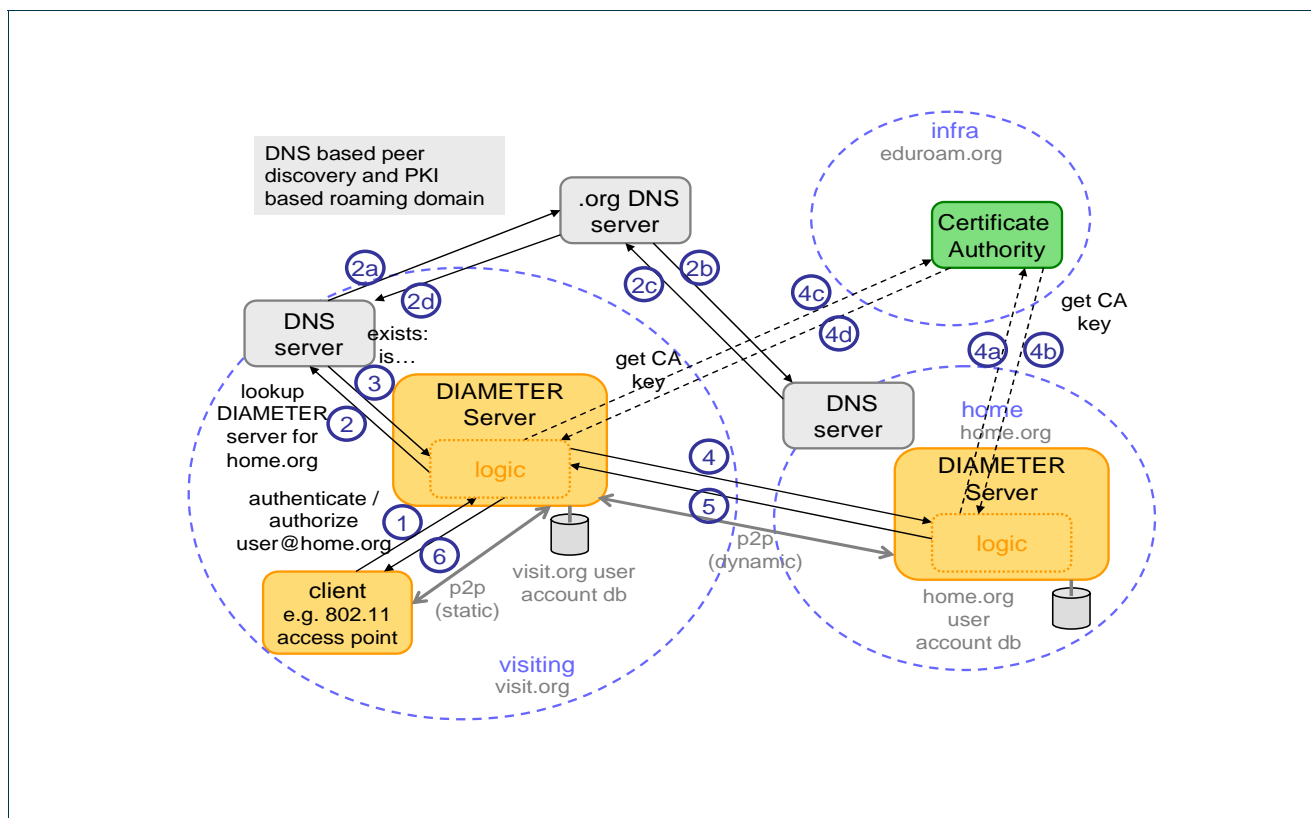 DNS based peer
discovery and PKI
based roaming domain
infra
eduroam.org
.org DNS
server
Certificate
Authority
2a
2d
2b
2c
4c
4d
get CA
key
4a
4b
DNS
server
exists:
is…
3
get CA
key
lookup
DIAMETER
server for
home.org
2
DIAMETER
Server
logic
DNS
server
home
home.org
DIAMETER
Server
logic
4
5
authenticate /
authorize
user@home.org
1
6
p2p
(dynamic)
visit.org user
account db
p2p
(static)
client
e.g. 802.11
access point
home.org
user
account db
visiting
visit.org